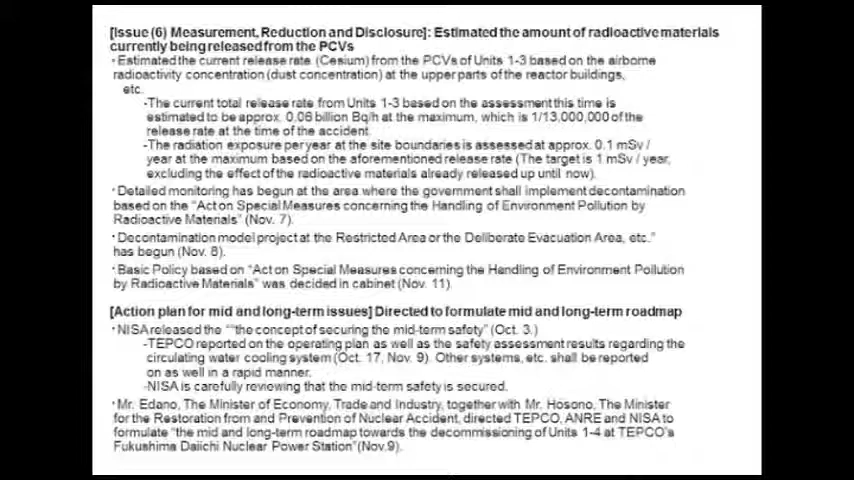 [Issue (6) Measurement, Reduction and Disclosure]: Estimated the amount of radioactive materials
currently being released from the PCVs
・Estimated the current release rate (Cesium) from the PCVs of Units 1-3 based on the airborne
radioactivity concentration (dust concentration) at the upper parts of the reactor buildings,
etc.
-The current total release rate from Units 1-3 based on the assessment this time is
estimated to be approx. 0.06 billion Bq/h at the maximum, which is 1/13,000,000 of the
release rate at the time of the accident.
-The radiation exposure per year at the site boundaries is assessed at approx. 0.1 mSv /
year at the maximum based on the aforementioned release rate (The target is 1 mSv / year,
excluding the effect of the radioactive materials already released up until now).
・Detailed monitoring has begun at the area where the government shall implement decontamination
based on the "Act on Special Measures concerning the Handling of Environment Pollution by
Radioactive Materials" (Nov. 7).
・Decontamination model project at the Restricted Area or the Deliberate Evacuation Area, etc."
has begun (Nov. 8).
・Basic Policy based on "Act on Special Measures concerning the Handling of Environment Pollution
by Radioactive Materials" was decided in cabinet (Nov. 11).
[Action plan for mid and long-term issues] Directed to formulate mid and long-term roadmap
・NISA released the ""the concept of securing the mid-term safety" (Oct. 3.)
-TEPCO reported on the operating plan as well as the safety assessment results regarding the
circulating water cooling system (Oct. 17, Nov. 9). Other systems, etc. shall be reported
on as well in a rapid manner.
-NISA is carefully reviewing that the mid-term safety is secured.
・Mr. Edano, The Minister of Economy, Trade and Industry, together with Mr. Hosono, The Minister
for the Restoration from and Prevention of Nuclear Accident, directed TEPCO, ANRE and NISA to
formulate "the mid and long-term roadmap towards the decommissioning of Units 1-4 at TEPCO's
Fukushima Daiichi Nuclear Power Station"(Nov.9).